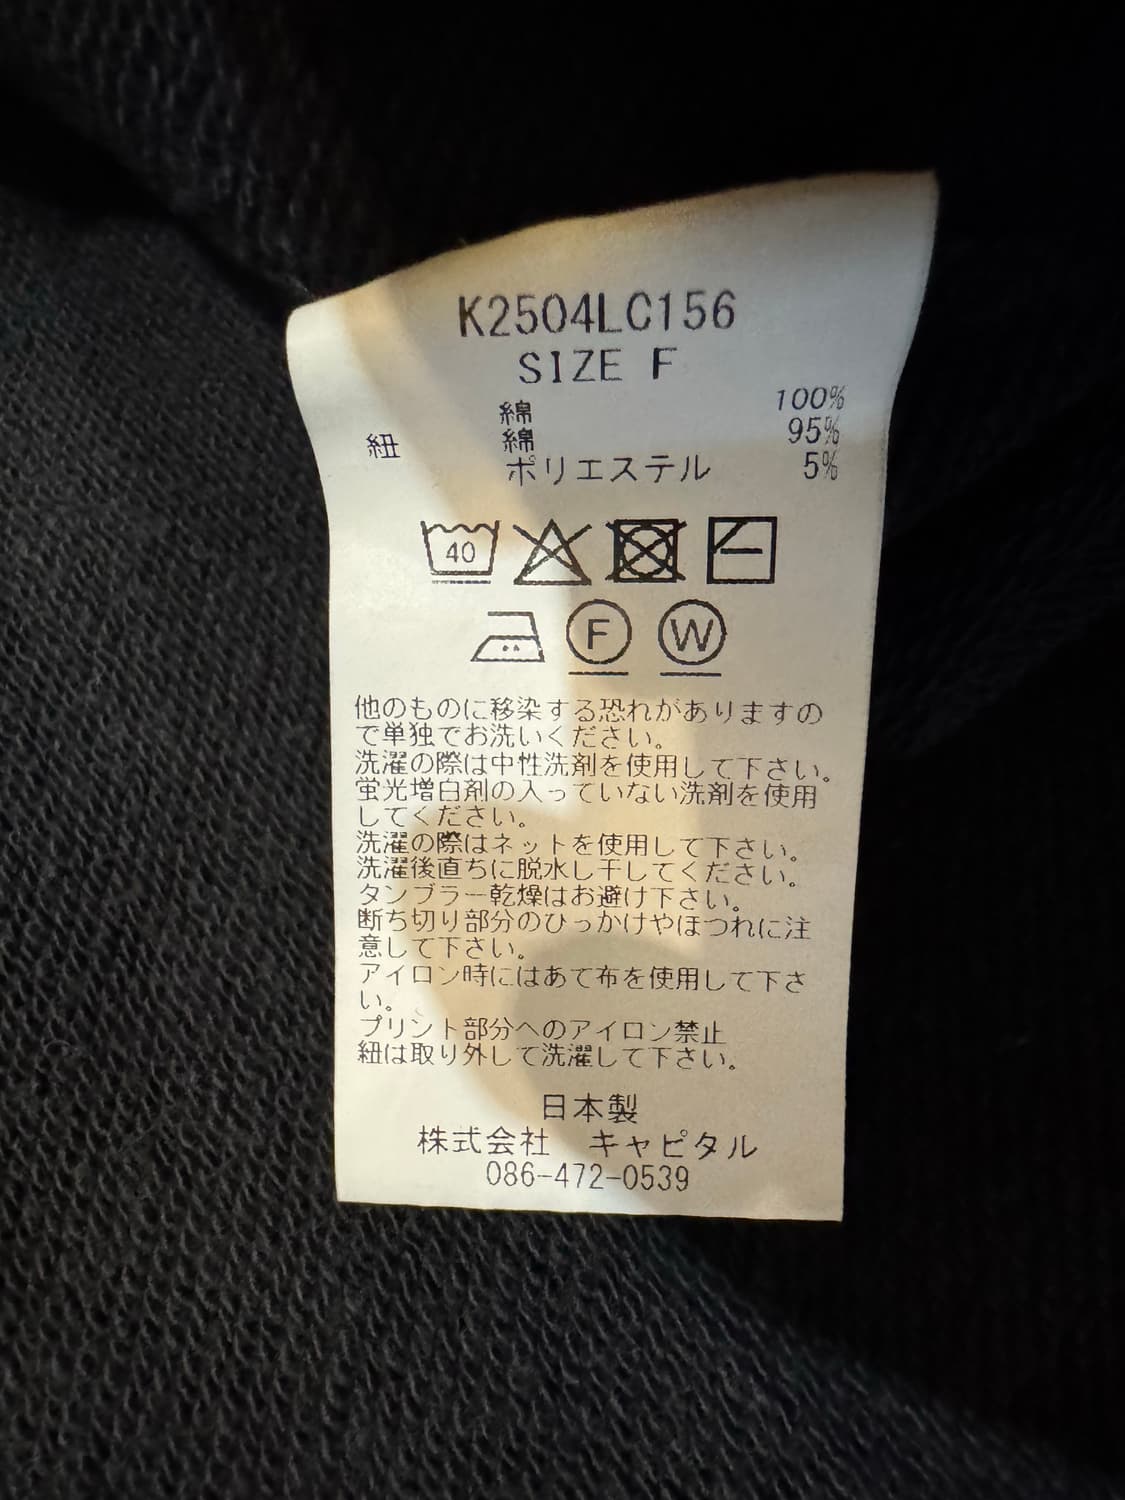 K2504LC156
SIZE F
綿 100%
紐 綿 95%
ポリエステル 5%
40
F W
他のものに移染する恐れがありますの
で単独でお洗いください。
洗濯の際は中性洗剤を使用して下さい。
蛍光増白剤の入っていない洗剤を使用
してください。
洗濯の際はネットを使用して下さい。
洗濯後直ちに脱水し干してください。
タンブラー乾燥はお避け下さい。
断ち切り部分のひっかけやほつれに注
意して下さい。
アイロン時にはあて布を使用して下さ
い。
プリント部分へのアイロン禁止
紐は取り外して洗濯して下さい。
日本製
株式会社 キャピタル
086-472-0539